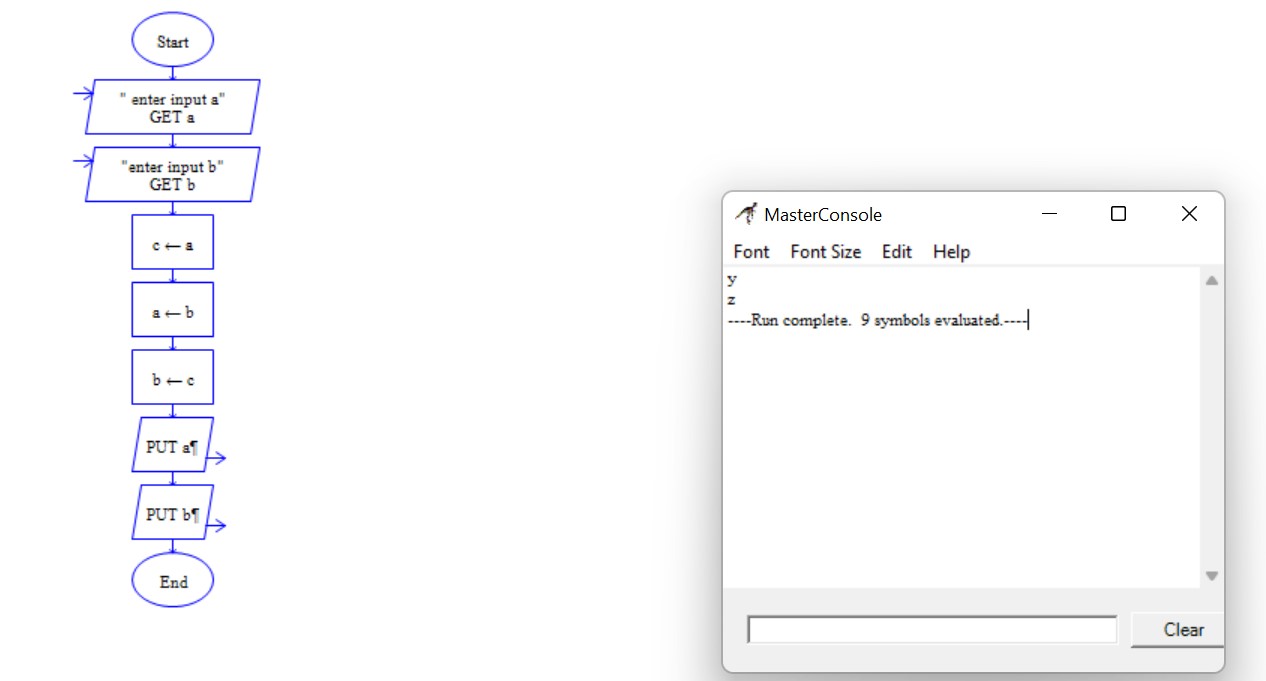 Start
" enter input a"
GET a
"enter input b"
GET b
c ← a
a ← b
b ← c
PUT a¶
PUT b¶
End
MasterConsole
Font Font Size Edit Help
y
z
----Run complete.  9 symbols evaluated.----
Clear